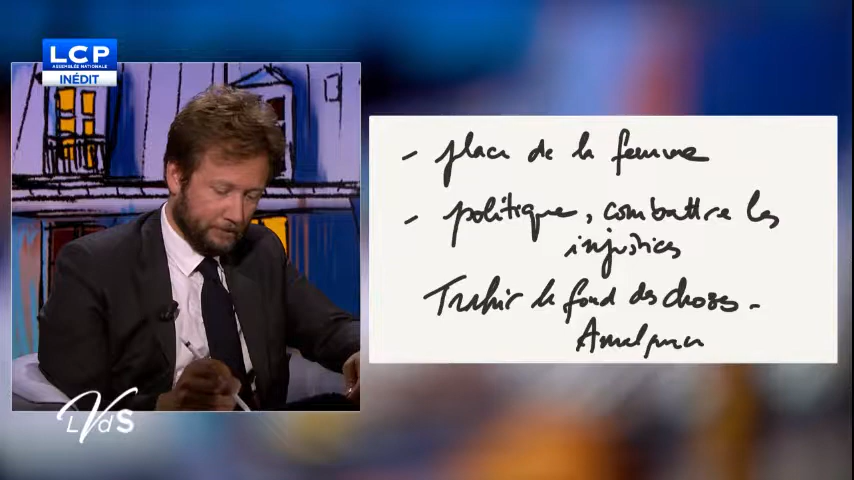 LCP
ASSEMBLÉE NATIONALE
INÉDIT
- place de la femme
- politique, combattre les
injustices
Trahir le fond des choses -
LVdS